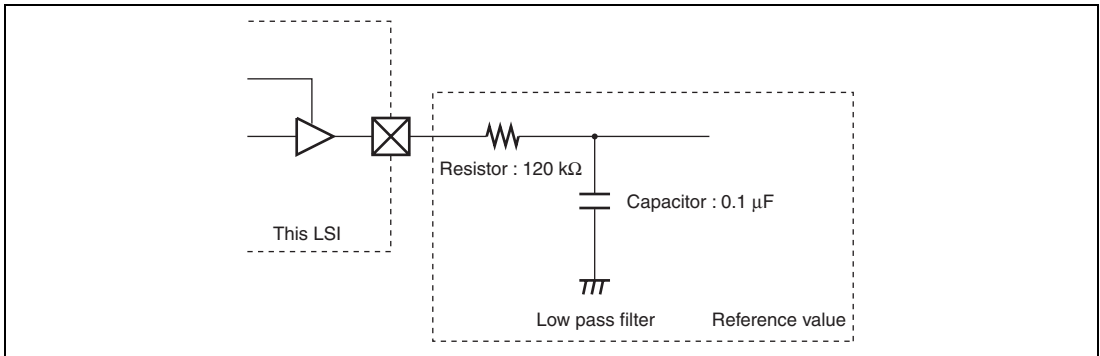 Resistor : 120 kΩ
Capacitor : 0.1 μF
This LSI
Low pass filter
Reference value